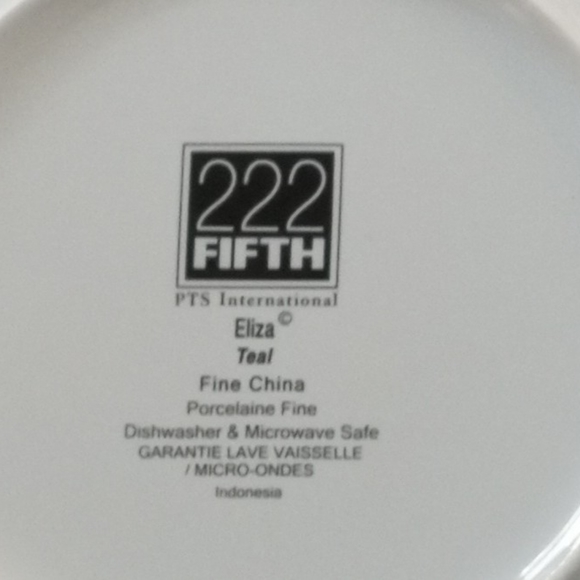 222
FIFTH
PTS International
Eliza©
Teal
Fine China
Porcelaine Fine
Dishwasher & Microwave Safe
GARANTIE LAVE VAISSELLE
/ MICRO-ONDES
Indonesia